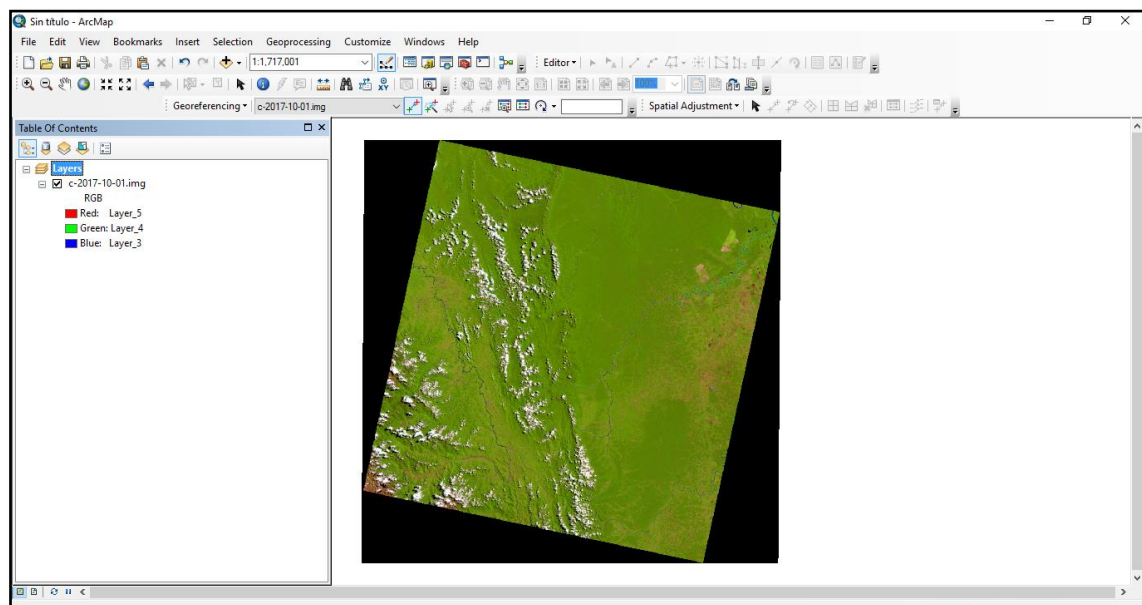 Sin título - ArcMap
File Edit View Bookmarks Insert Selection Geoprocessing Customize Windows Help
1:1,717,001
Editor
100%
Georeferencing c-2017-10-01.img
Spatial Adjustment
Table Of Contents
Layers
c-2017-10-01.img
RGB
Red: Layer_5
Green: Layer_4
Blue: Layer_3